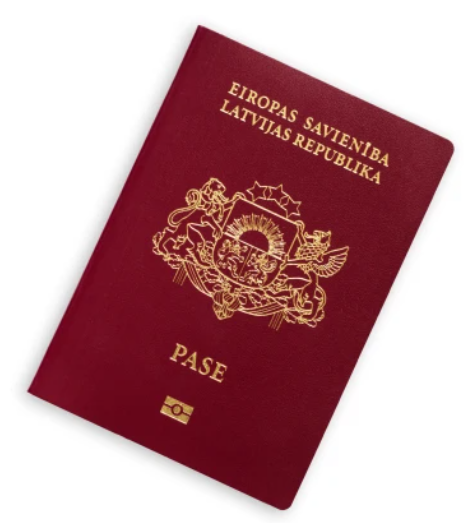 EIROPAS SAVIENĪBA
LATVIJAS REPUBLIKA
PASE